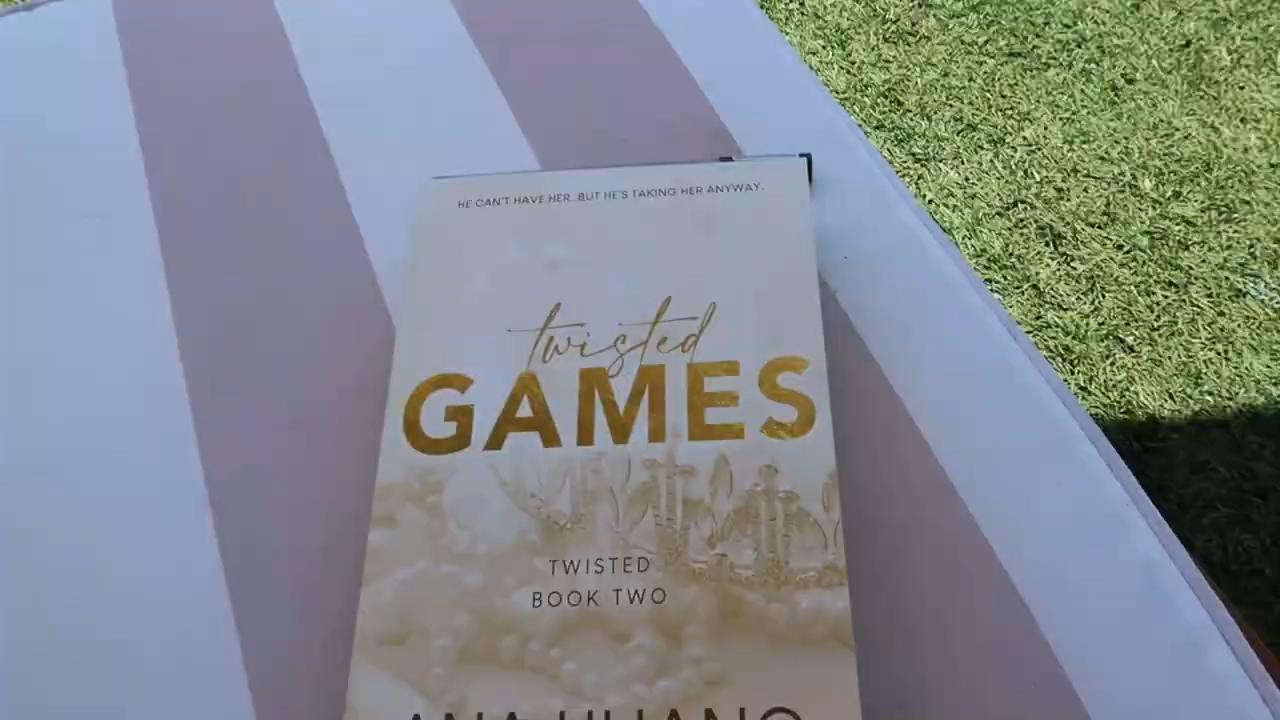 HE CAN'T HAVE HER...BUT HE'S TAKING HER ANYWAY.
twisted
GAMES
TWISTED
BOOK TWO